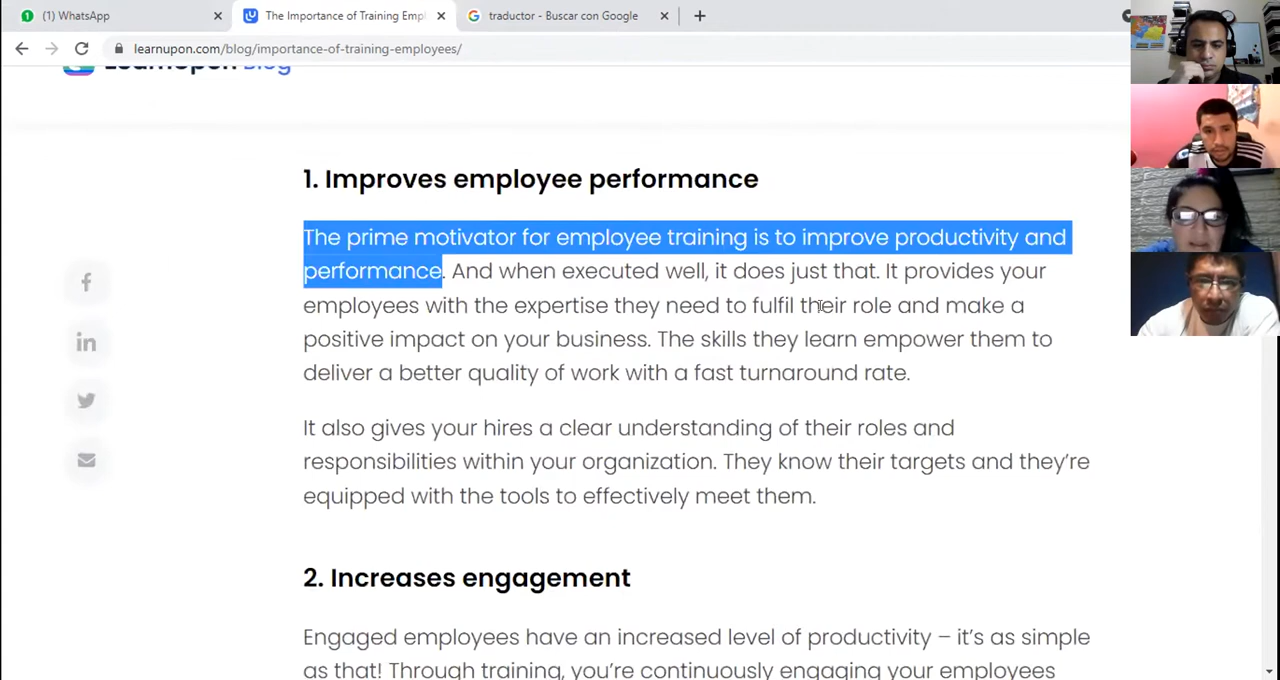 (1) WhatsApp
The Importance of Training Empl
traductor - Buscar con Google
learnupon.com/blog/importance-of-training-employees/
LearnUpon Blog
1. Improves employee performance
The prime motivator for employee training is to improve productivity and
performance. And when executed well, it does just that. It provides your
employees with the expertise they need to fulfil their role and make a
positive impact on your business. The skills they learn empower them to
deliver a better quality of work with a fast turnaround rate.
It also gives your hires a clear understanding of their roles and
responsibilities within your organization. They know their targets and they're
equipped with the tools to effectively meet them.
2. Increases engagement
Engaged employees have an increased level of productivity – it's as simple
as that! Through training, you're continuously engaging your employees